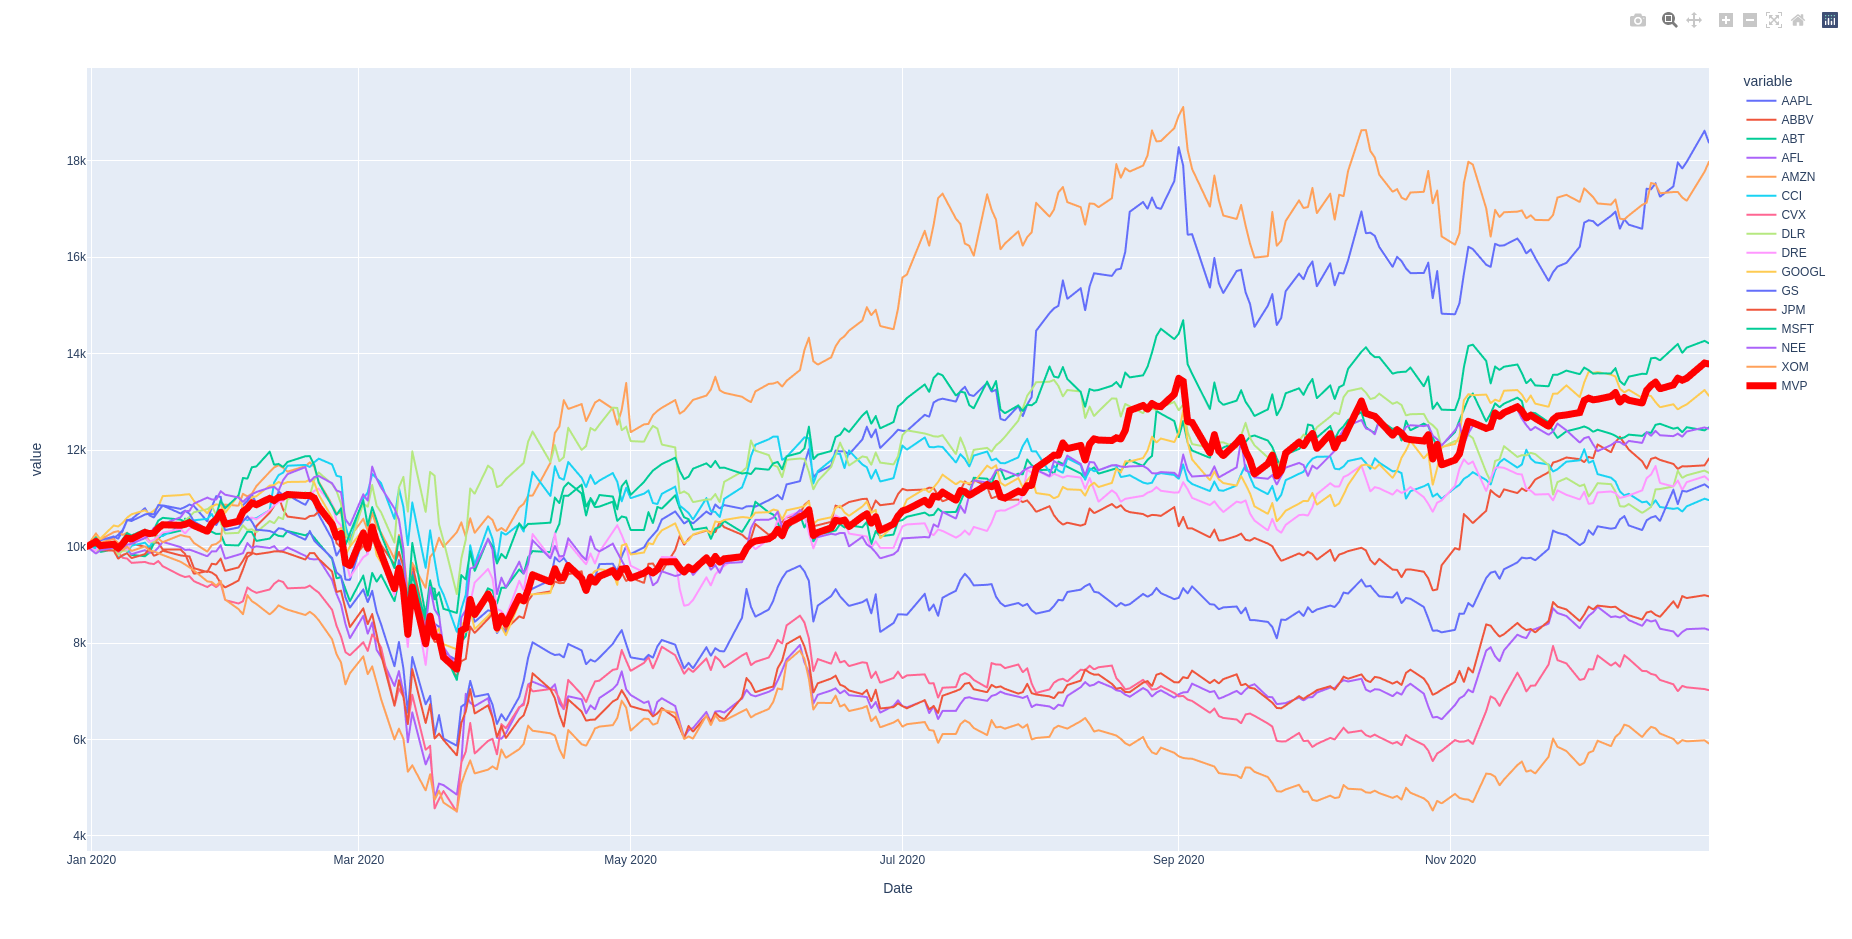 variable
AAPL
ABBV
ABT
AFL
AMZN
CCI
CVX
DLR
DRE
GOOGL
GS
JPM
MSFT
NEE
XOM
MVP
value
18k
16k
14k
12k
10k
8k
6k
4k
Jan 2020 Mar 2020 May 2020 Jul 2020 Sep 2020 Nov 2020
Date